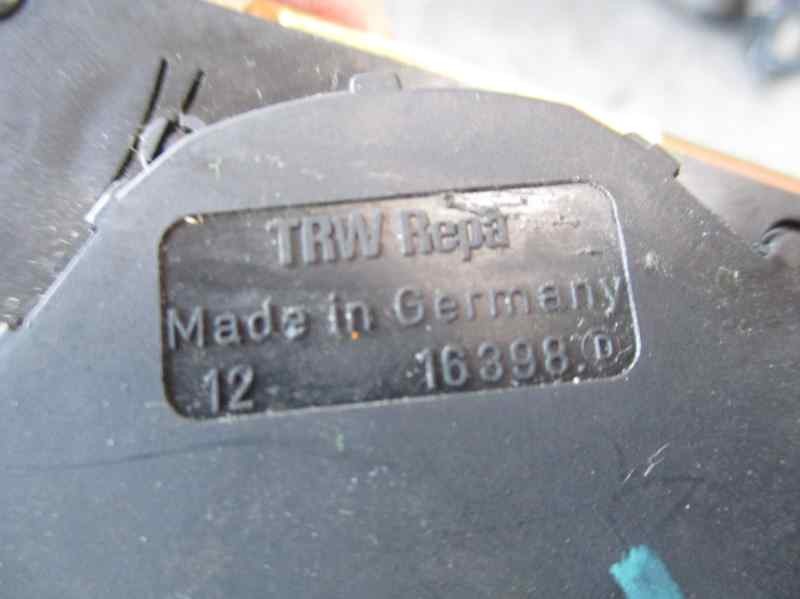 TRW Repa
Made in Germany
12 16398. D